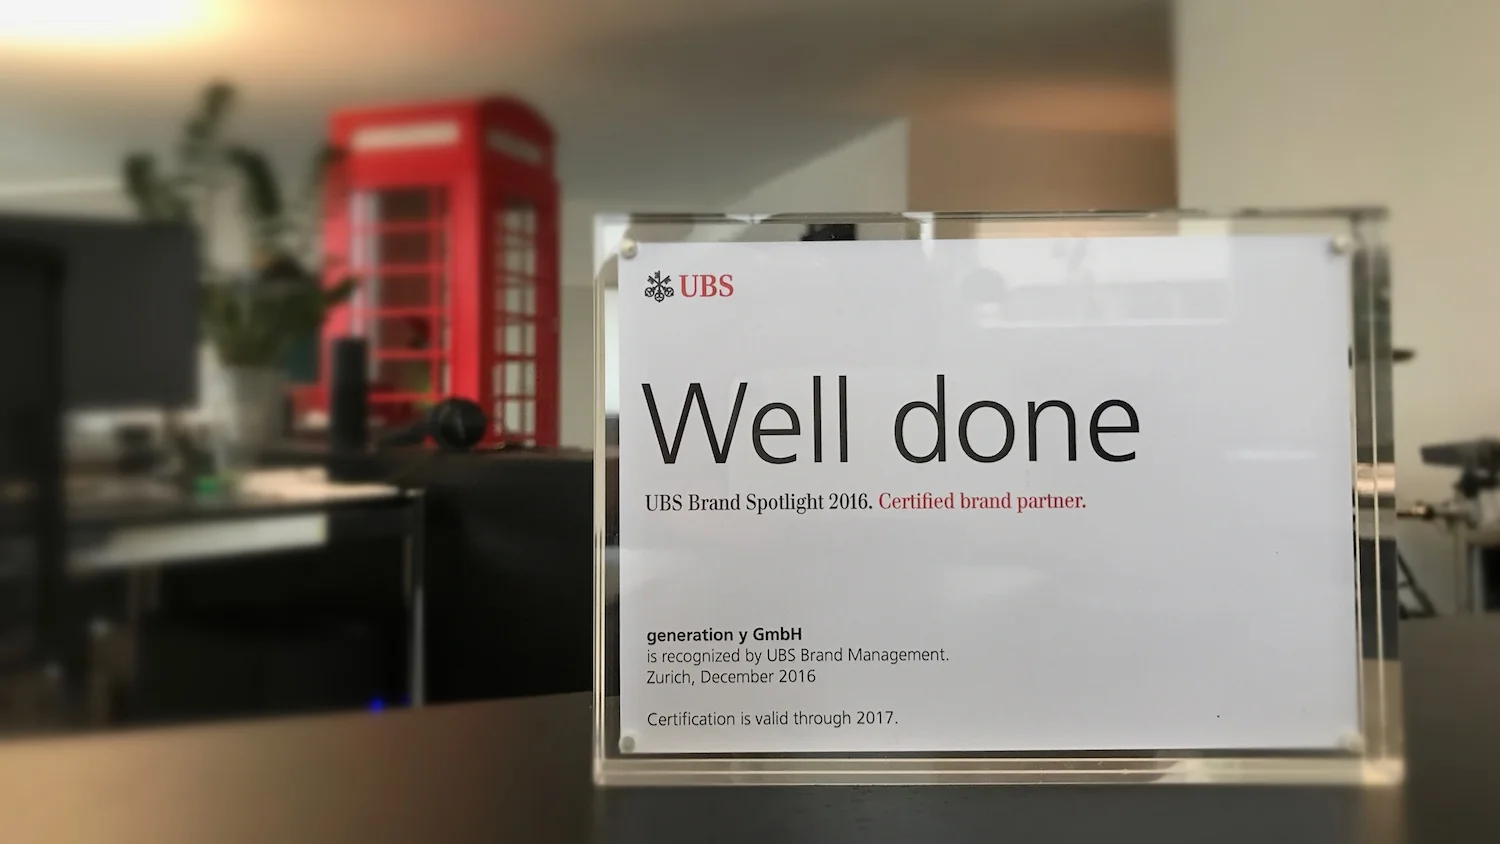 UBS
Well done
UBS Brand Spotlight 2016. Certified brand partner.
generation y GmbH
is recognized by UBS Brand Management.
Zurich, December 2016
Certification is valid through 2017.